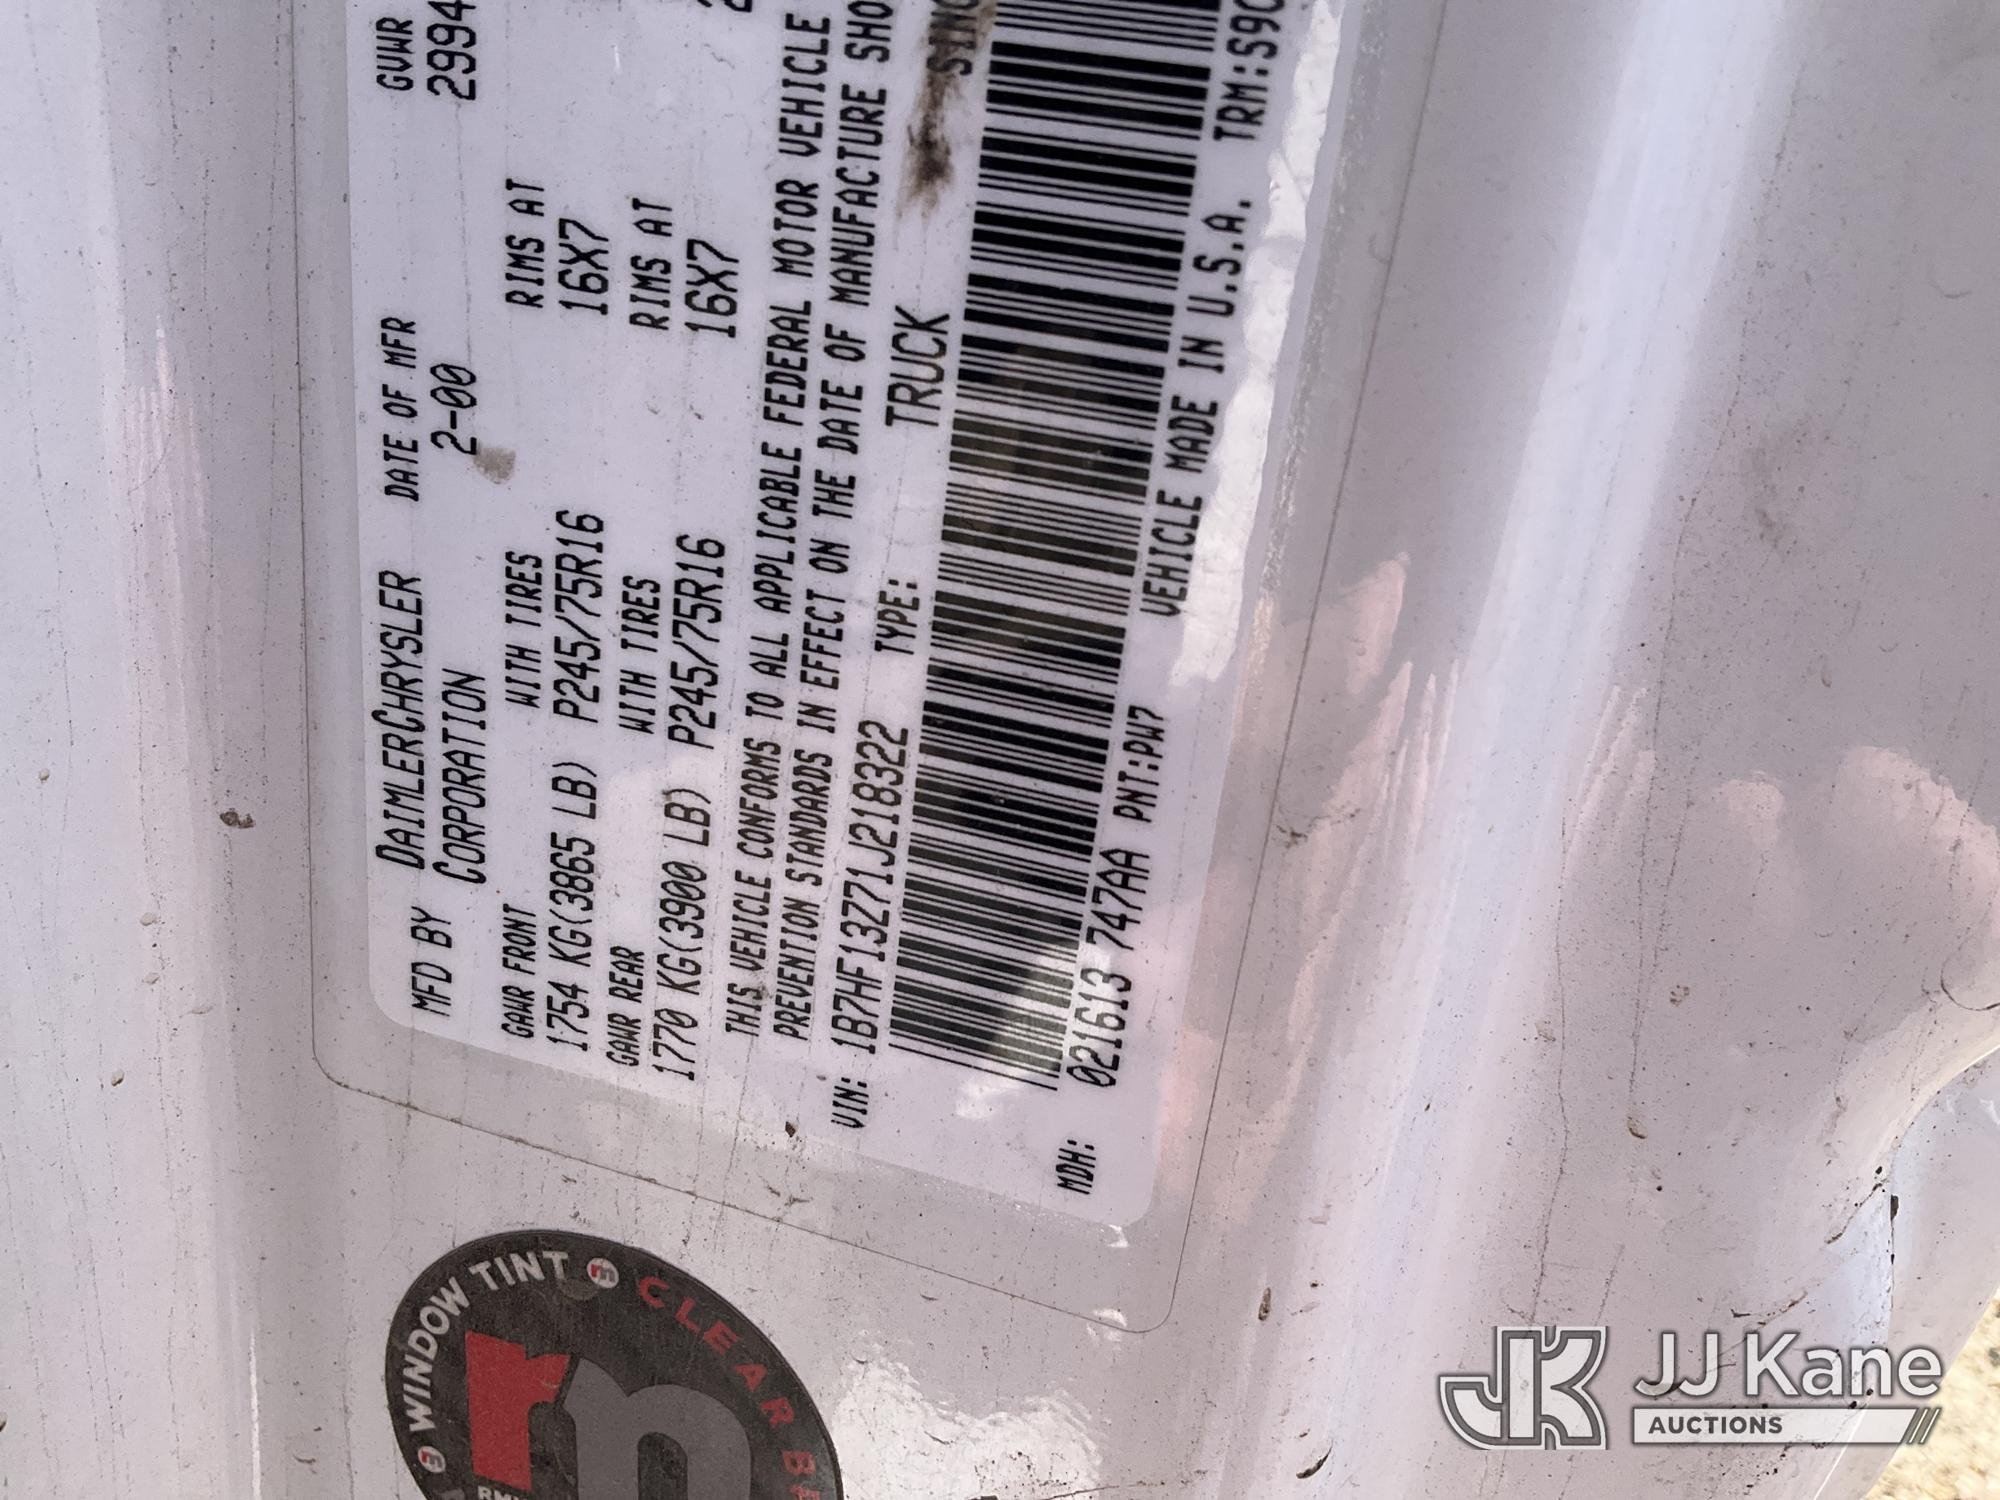 MFD BY DAIMLERCHRYSLER CORPORATION DATE OF MFR 2-00 GVWR 2994
GAWR FRONT WITH TIRES RIMS AT
1754 KG(3865 LB) P245/75R16 16X7
GAWR REAR WITH TIRES RIMS AT
1770 KG(3900 LB) P245/75R16 16X7
THIS VEHICLE CONFORMS TO ALL APPLICABLE FEDERAL MOTOR VEHICLE
PREVENTION STANDARDS IN EFFECT ON THE DATE OF MANUFACTURE SHO
VIN: 1B7HF13Z71J218322 TYPE: TRUCK
MDH: 021613 747AA PNT:PW7 VEHICLE MADE IN U.S.A. TRM:S9C
WINDOW TINT
CLEAR B
rn
JK JJ Kane
AUCTIONS